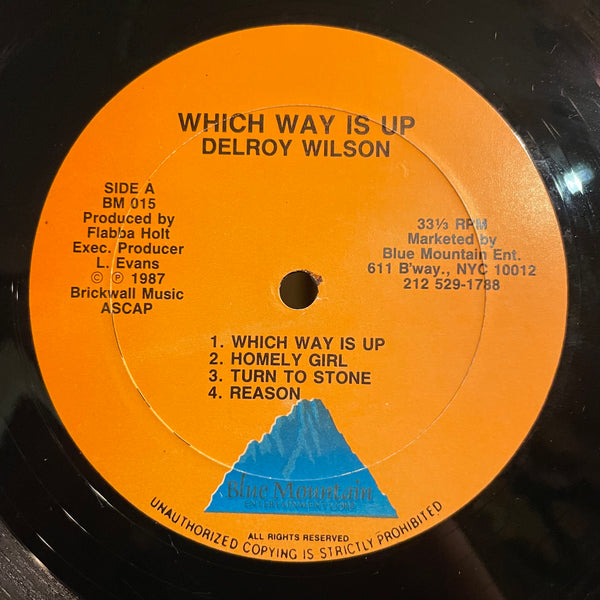 WHICH WAY IS UP
DELROY WILSON
SIDE A
BM 015
Produced by
Flabba Holt
Exec. Producer
L. Evans
© ℗ 1987
Brickwall Music
ASCAP
33⅓ RPM
Marketed by
Blue Mountain Ent.
611 B'way., NYC 10012
212 529-1788
1. WHICH WAY IS UP
2. HOMELY GIRL
3. TURN TO STONE
4. REASON
Blue Mountain
ENTERTAINMENT CORP.
ALL RIGHTS RESERVED
UNAUTHORIZED COPYING IS STRICTLY PROHIBITED